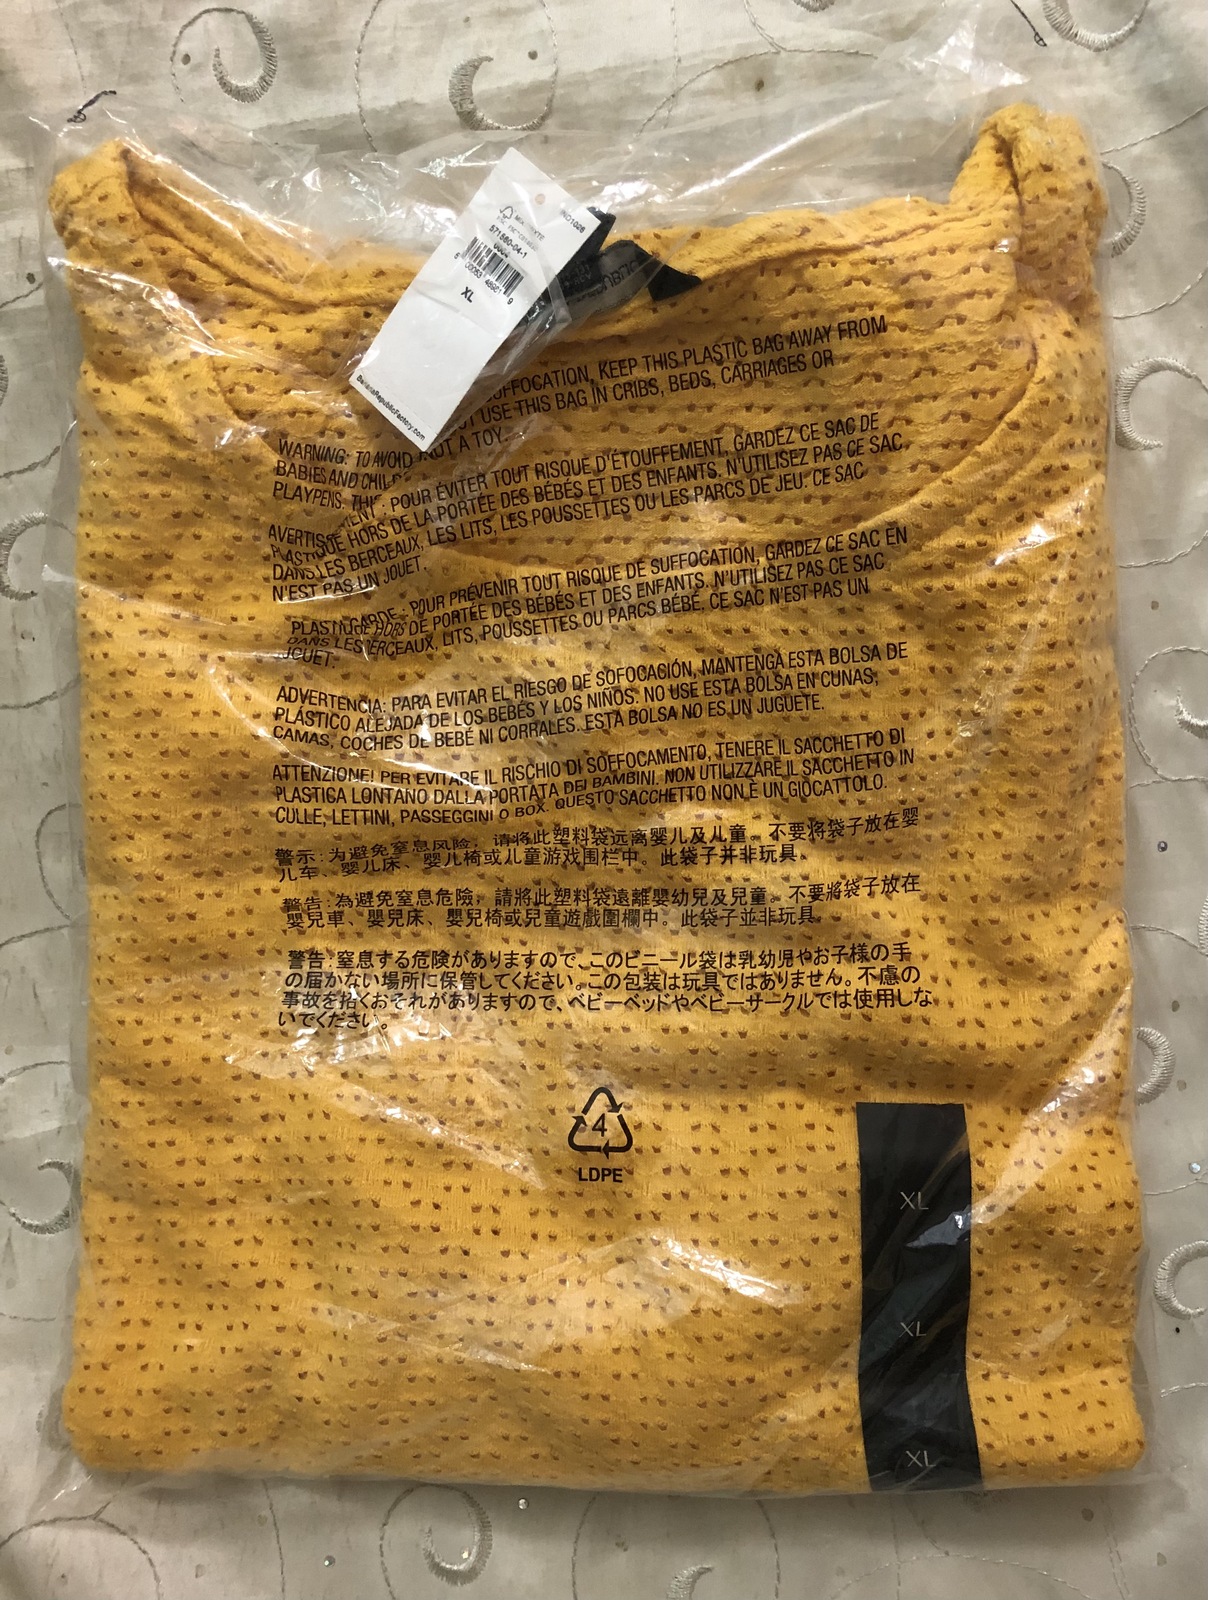 INO1026
571580-04-1
XL
BananaRepublicFactory.com
SUFFOCATION, KEEP THIS PLASTIC BAG AWAY FROM
USE THIS BAG IN CRIBS, BEDS, CARRIAGES OR
WARNING: TO AVOID NOT A TOY.
BABIES AND
PLAYPENS.
POUR ÉVITER TOUT RISQUE D'ÉTOUFFEMENT, GARDEZ CE SAC DE
PLASTIQUE HORS DE LA PORTÉE DES BÉBÉS ET DES ENFANTS. N'UTILISEZ PAS CE SAC
DANS LES BERCEAUX, LES LITS, LES POUSSETTES OU LES PARCS DE JEU. CE SAC
N'EST PAS UN JOUET.
POUR PRÉVENIR TOUT RISQUE DE SUFFOCATION, GARDEZ CE SAC EN
PLASTIQUE HORS DE PORTÉE DES BÉBÉS ET DES ENFANTS. N'UTILISEZ PAS CE SAC
DANS LES BERCEAUX, LITS, POUSSETTES OU PARCS BÉBÉ. CE SAC N'EST PAS UN
JOUET.
ADVERTENCIA: PARA EVITAR EL RIESGO DE SOFOCACIÓN, MANTENGA ESTA BOLSA DE
PLÁSTICO ALEJADA DE LOS BEBÉS Y LOS NIÑOS. NO USE ESTA BOLSA EN CUNAS,
CAMAS, COCHES DE BEBÉ NI CORRALES. ESTA BOLSA NO ES UN JUGUETE.
ATTENZIONE! PER EVITARE IL RISCHIO DI SOFFOCAMENTO, TENERE IL SACCHETTO DI
PLASTICA LONTANO DALLA PORTATA DEI BAMBINI. NON UTILIZZARE IL SACCHETTO IN
CULLE, LETTINI, PASSEGGINI O BOX. QUESTO SACCHETTO NON È UN GIOCATTOLO.
警示:为避免窒息风险,请将此塑料袋远离婴儿及儿童。不要将袋子放在婴
儿车、婴儿床、婴儿椅或儿童游戏围栏中。此袋子并非玩具。
警告:為避免窒息危險,請將此塑料袋遠離嬰幼兒及兒童。不要將袋子放在
嬰兒車、嬰兒床、嬰兒椅或兒童遊戲圍欄中。此袋子並非玩具。
警告:窒息する危険がありますので、このビニール袋は乳幼児やお子様の手
の届かない場所に保管してください。この包装は玩具ではありません。不慮の
事故を招くおそれがありますので、ベビーベッドやベビーサークルでは使用しな
いでください。
4
LDPE
XL
XL
XL